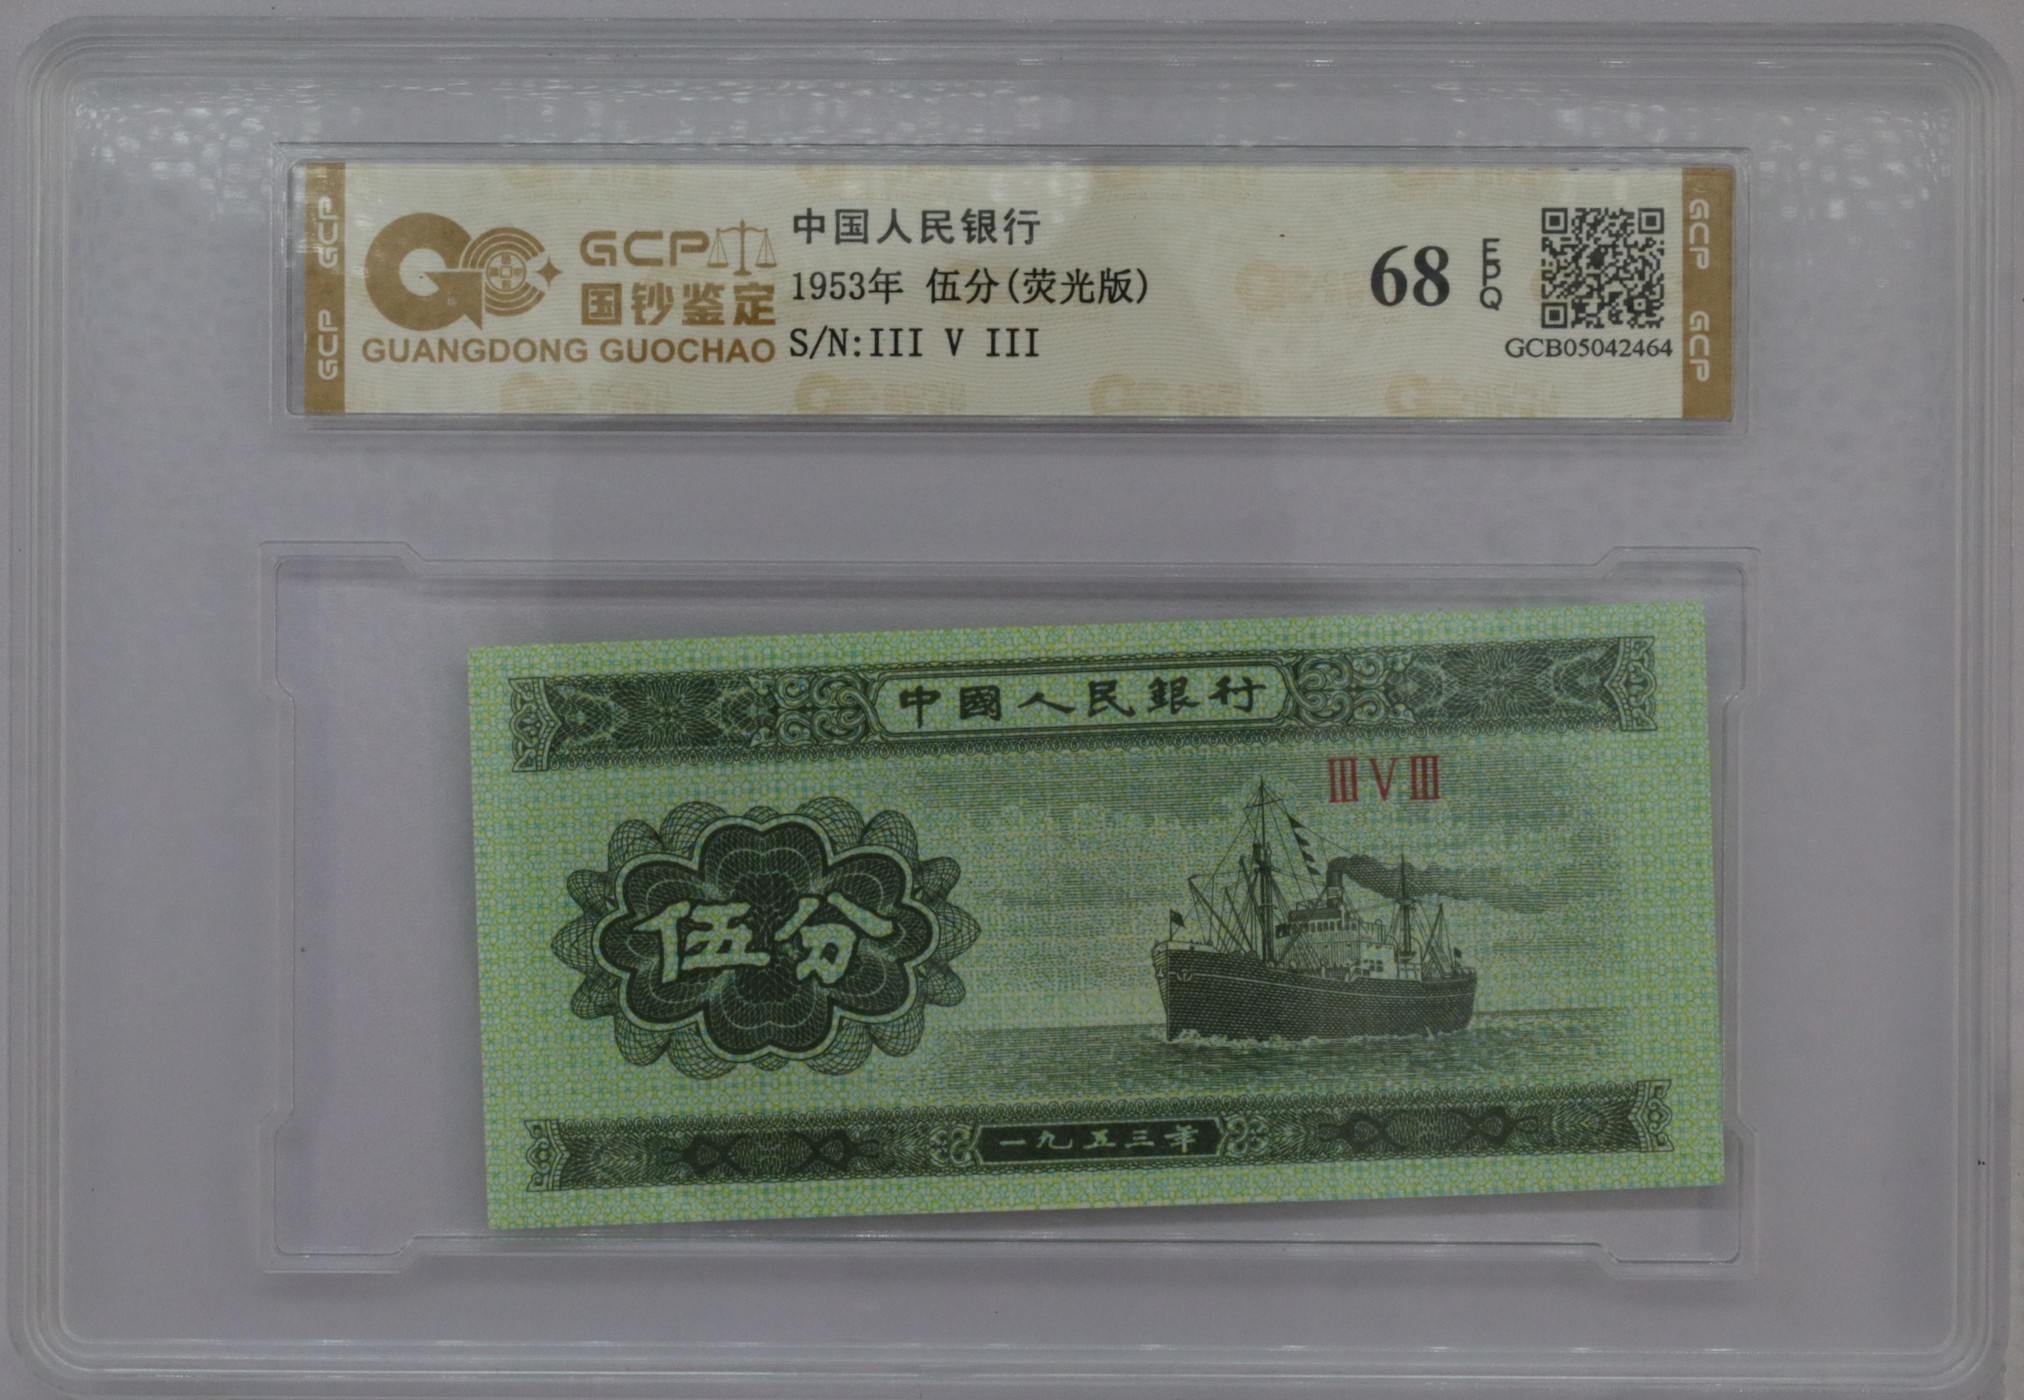 GCP GCP
GCP
国钞鉴定
GUANGDONG GUOCHAO
中国人民银行
1953年 伍分(荧光版)
S/N:III V III
68 EPQ
GCB05042464
GCP GCP
中國人民銀行
III V III
伍分
一九五三年